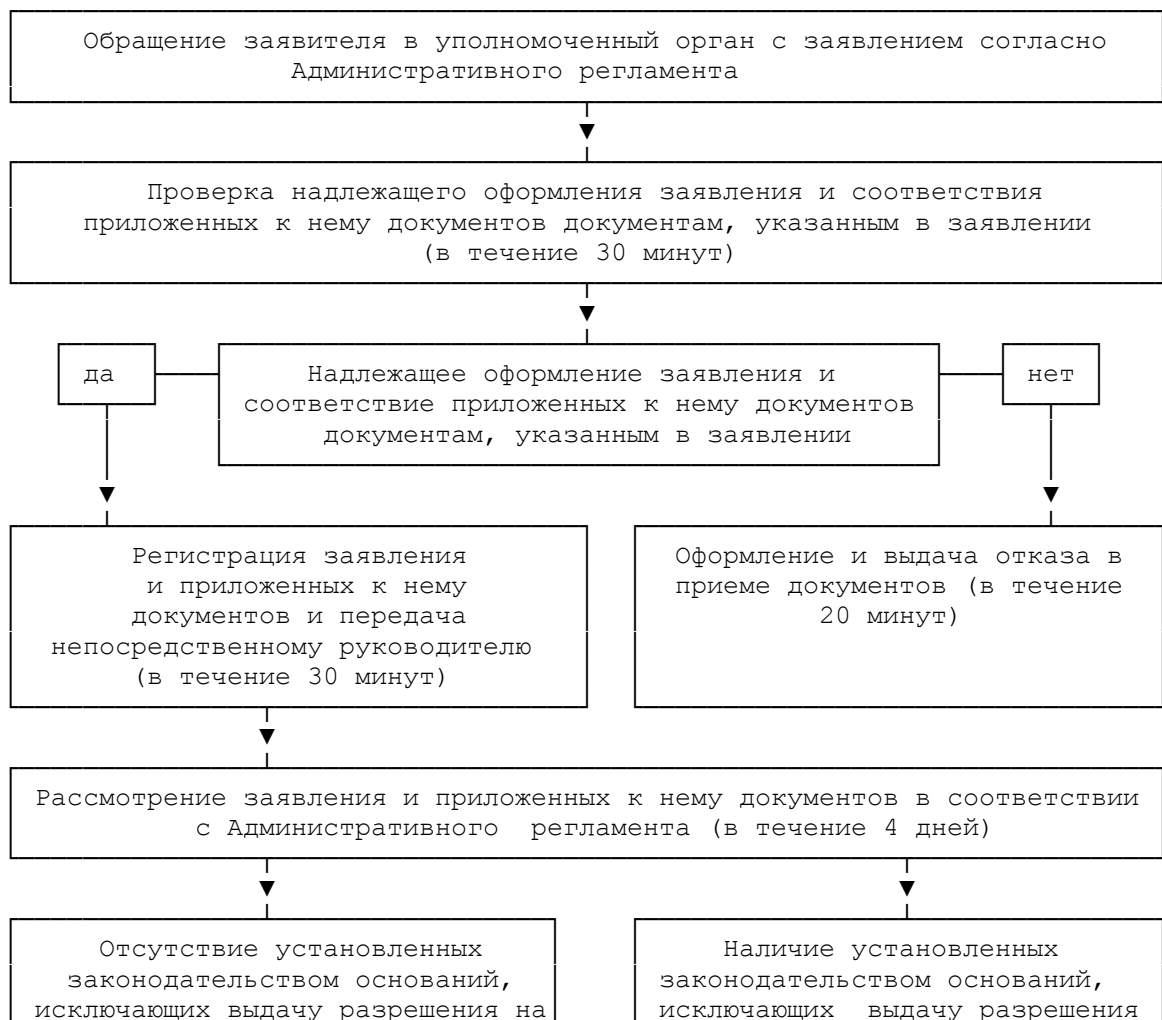 Обращение заявителя в уполномоченный орган с заявлением согласно
Административного регламента
Проверка надлежащего оформления заявления и соответствия
приложенных к нему документов документам, указанным в заявлении
(в течение 30 минут)
да
Надлежащее оформление заявления и
соответствие приложенных к нему документов
документам, указанным в заявлении
нет
Регистрация заявления
и приложенных к нему
документов и передача
непосредственному руководителю
(в течение 30 минут)
Оформление и выдача отказа в
приеме документов (в течение
20 минут)
Рассмотрение заявления и приложенных к нему документов в соответствии
с Административного регламента (в течение 4 дней)
Отсутствие установленных
законодательством оснований,
исключающих выдачу разрешения на
Наличие установленных
законодательством оснований,
исключающих выдачу разрешения